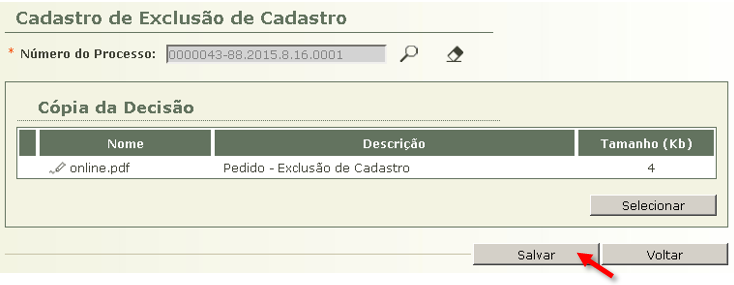 Cadastro de Exclusão de Cadastro
* Número do Processo: 0000043-88.2015.8.16.0001
Cópia da Decisão
Nome Descrição Tamanho (Kb)
online.pdf Pedido - Exclusão de Cadastro 4
Selecionar
Salvar Voltar